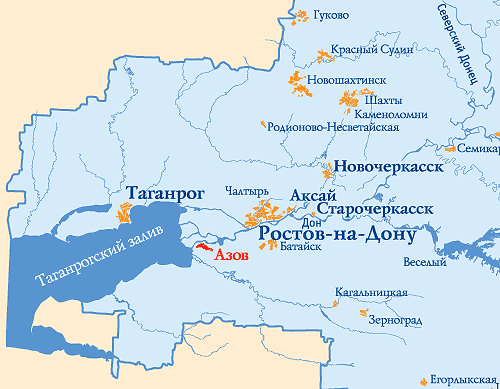 Гуково
Северский Донец
Красный Сулин
Новошахтинск
Шахты
Каменоломни
Родионово-Несветайская
Семикар
Новочеркасск
Таганрог
Чалтырь
Аксай
Старочеркасск
Дон
Ростов-на-Дону
Батайск
Азов
Веселый
Таганрогский залив
Кагальницкая
Зерноград
Егорлыкская